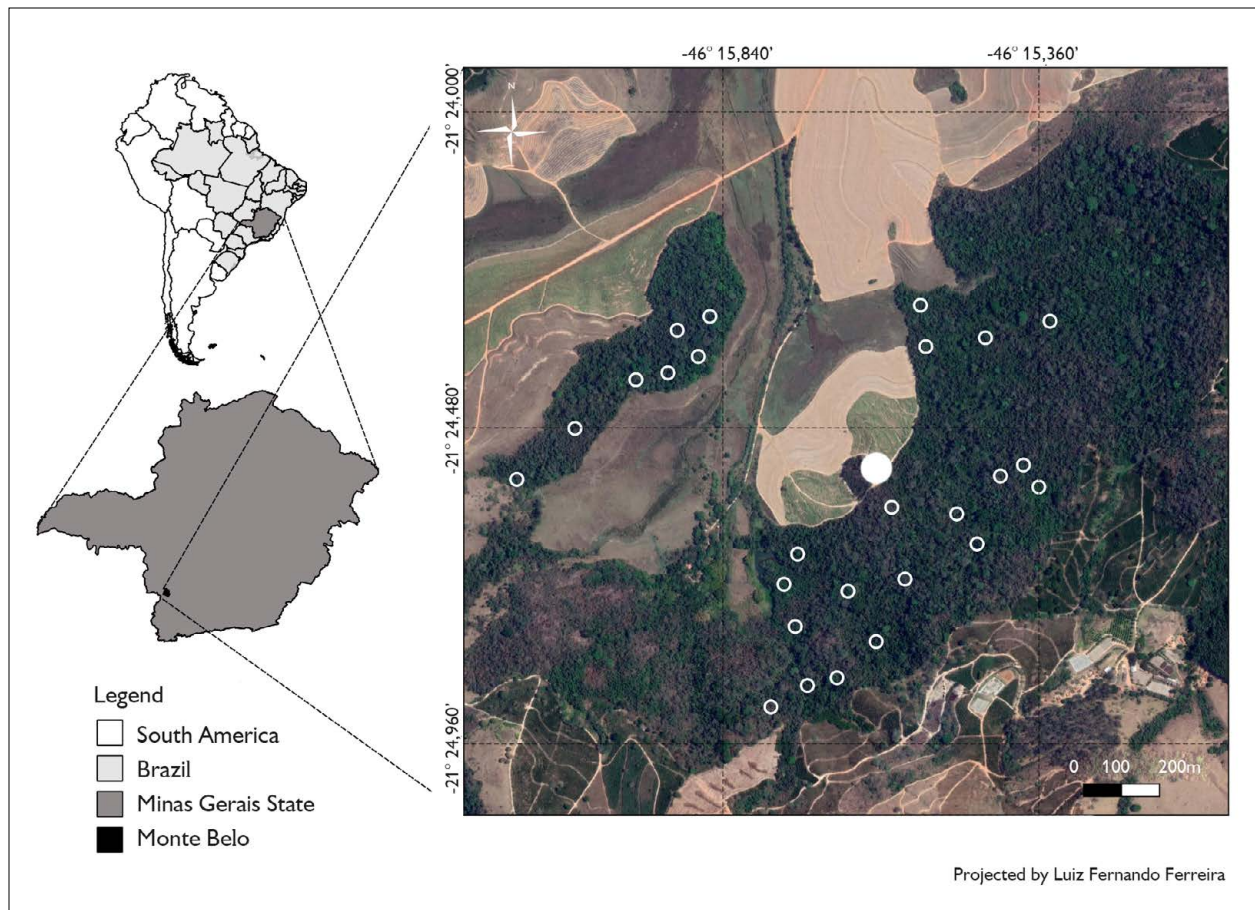 -46° 15,840' -46° 15,360'
N
-21° 24,000'
-21° 24,480'
-21° 24,960'
Legend
South America
Brazil
Minas Gerais State
Monte Belo
0 100 200m
Projected by Luiz Fernando Ferreira